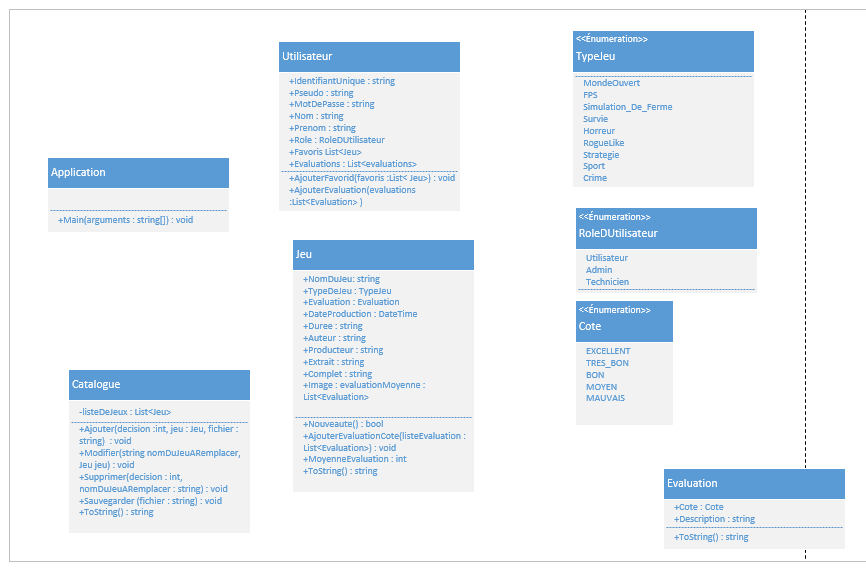 Application
+Main(arguments : string[]) : void
Utilisateur
+IdentifiantUnique : string
+Pseudo : string
+MotDePasse : string
+Nom : string
+Prenom : string
+Role : RoleDUtilisateur
+Favoris List<Jeu>
+Evaluations : List<evaluations>
+AjouterFavorid(favoris :List< Jeu>) : void
+AjouterEvaluation(evaluations
:List<Evaluation> )
<<Énumeration>>
TypeJeu
MondeOuvert
FPS
Simulation_De_Ferme
Survie
Horreur
RogueLike
Strategie
Sport
Crime
<<Énumeration>>
RoleDUtilisateur
Utilisateur
Admin
Technicien
Jeu
+NomDuJeu: string
+TypeDeJeu : TypeJeu
+Evaluation : Evaluation
+DateProduction : DateTime
+Duree : string
+Auteur : string
+Producteur : string
+Extrait : string
+Complet : string
+Image : evaluationMoyenne :
List<Evaluation>
+Nouveaute() : bool
+AjouterEvaluationCote(listeEvaluation :
List<Evaluation>) : void
+MoyenneEvaluation : int
+ToString() : string
<<Énumeration>>
Cote
EXCELLENT
TRES_BON
BON
MOYEN
MAUVAIS
Catalogue
-listeDeJeux : List<Jeu>
+Ajouter(decision :int, jeu : Jeu, fichier :
string) : void
+Modifier(string nomDuJeuARemplacer,
Jeu jeu) : void
+Supprimer(decision : int,
nomDuJeuARemplacer : string) : void
+Sauvegarder (fichier : string) : void
+ToString() : string
Evaluation
+Cote : Cote
+Description : string
+ToString() : string